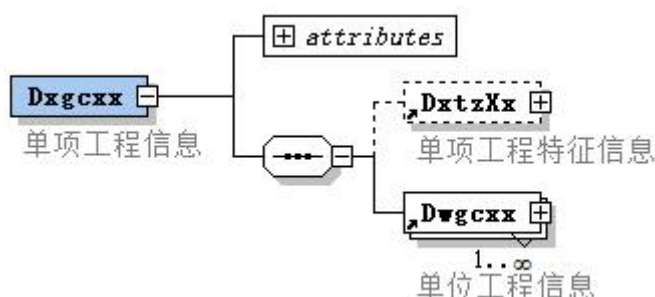 attributes
Dxgcxx
单项工程信息
DxtzXx
单项工程特征信息
Dwgcxx
1..∞
单位工程信息